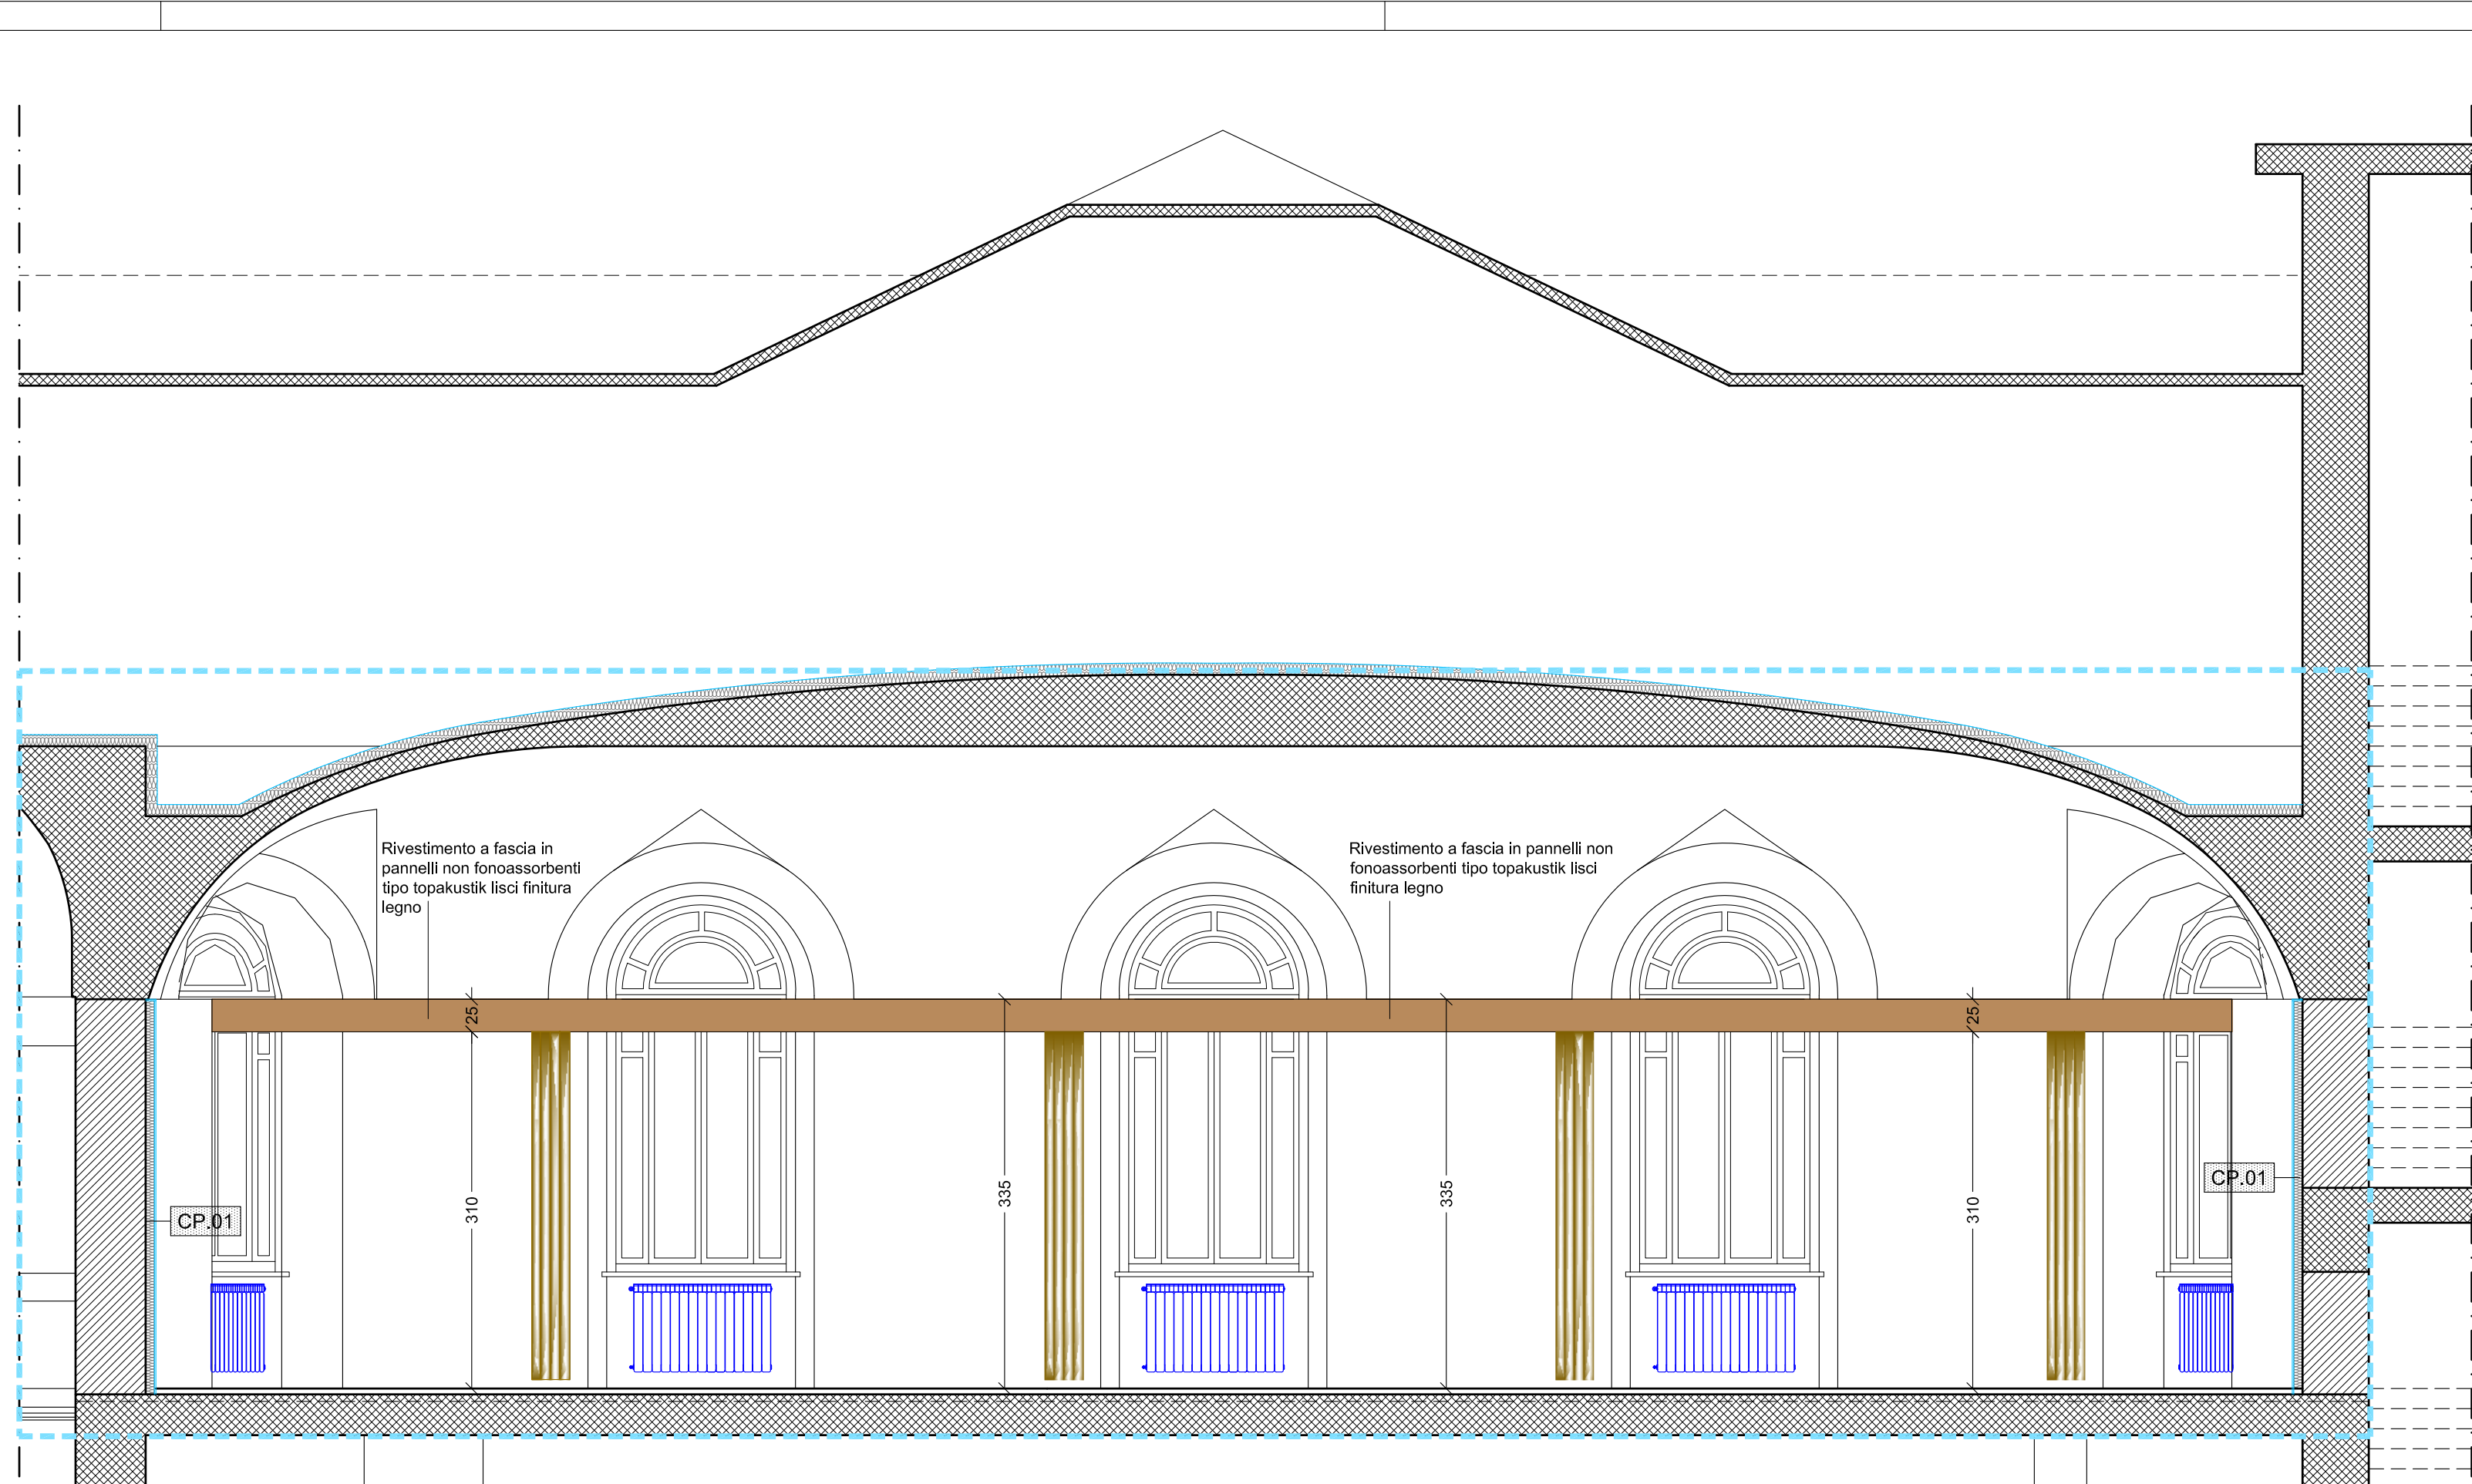 Rivestimento a fascia in
pannelli non fonoassorbenti
tipo topakustik lisci finitura
legno
Rivestimento a fascia in pannelli non
fonoassorbenti tipo topakustik lisci
finitura legno
25
25
CP.01
310
335
335
310
CP.01